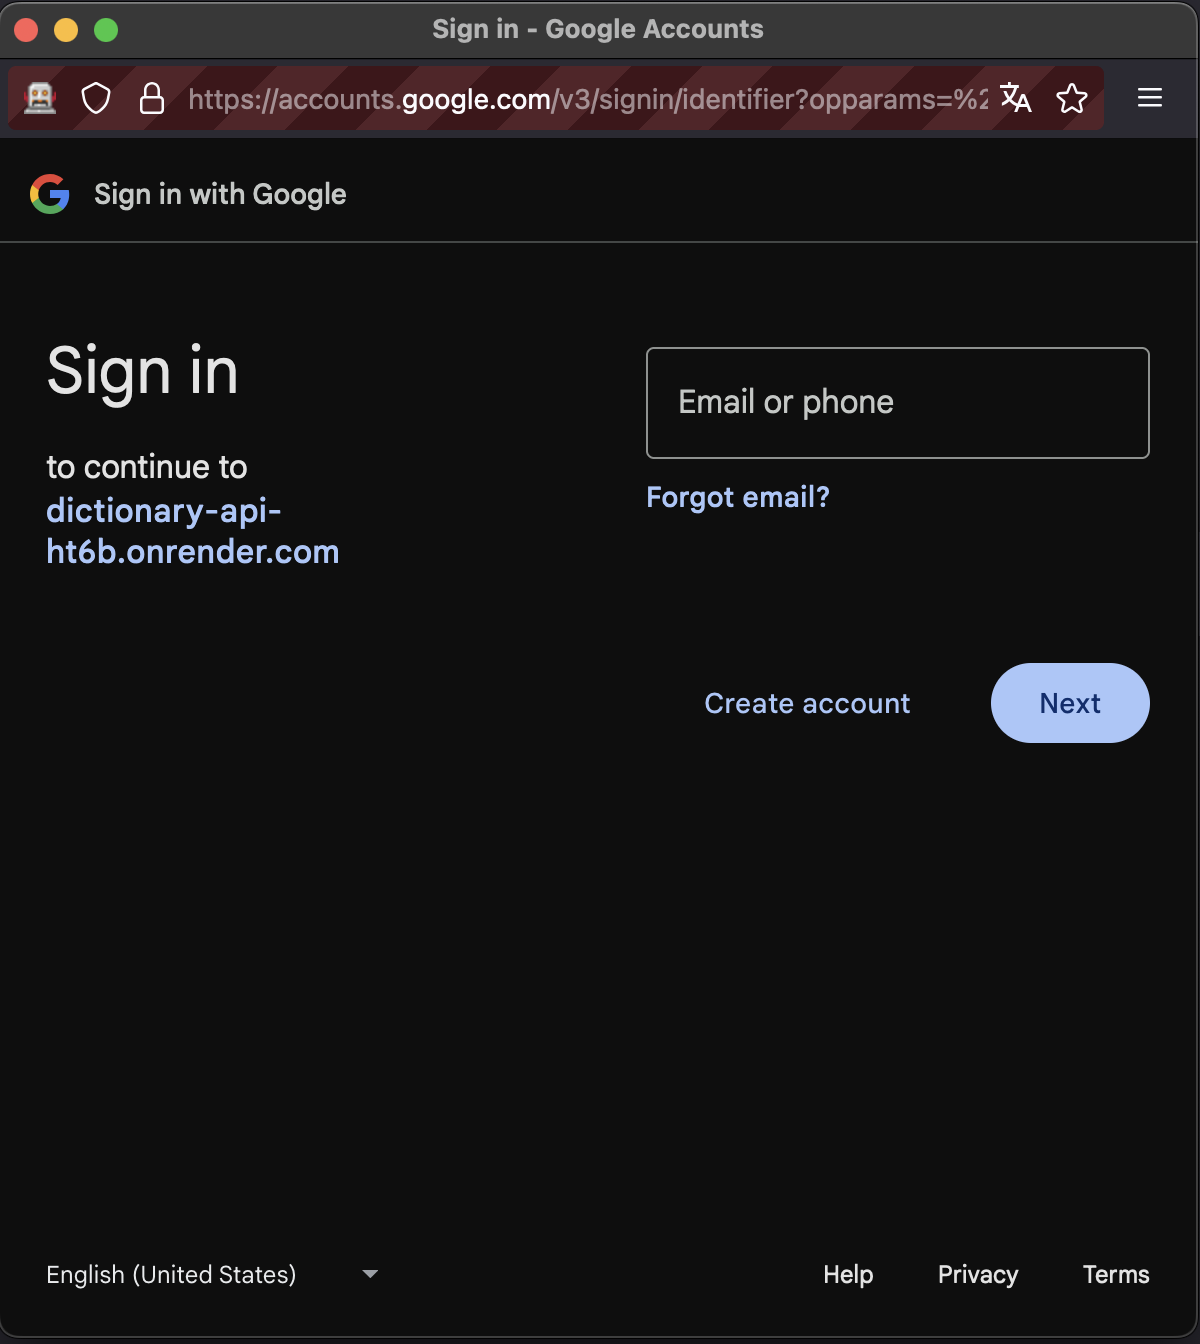 Sign in - Google Accounts
https://accounts.google.com/v3/signin/identifier?opparams=%2
Sign in with Google
Sign in
to continue to
dictionary-api-
ht6b.onrender.com
Email or phone
Forgot email?
Create account
Next
English (United States)
Help
Privacy
Terms